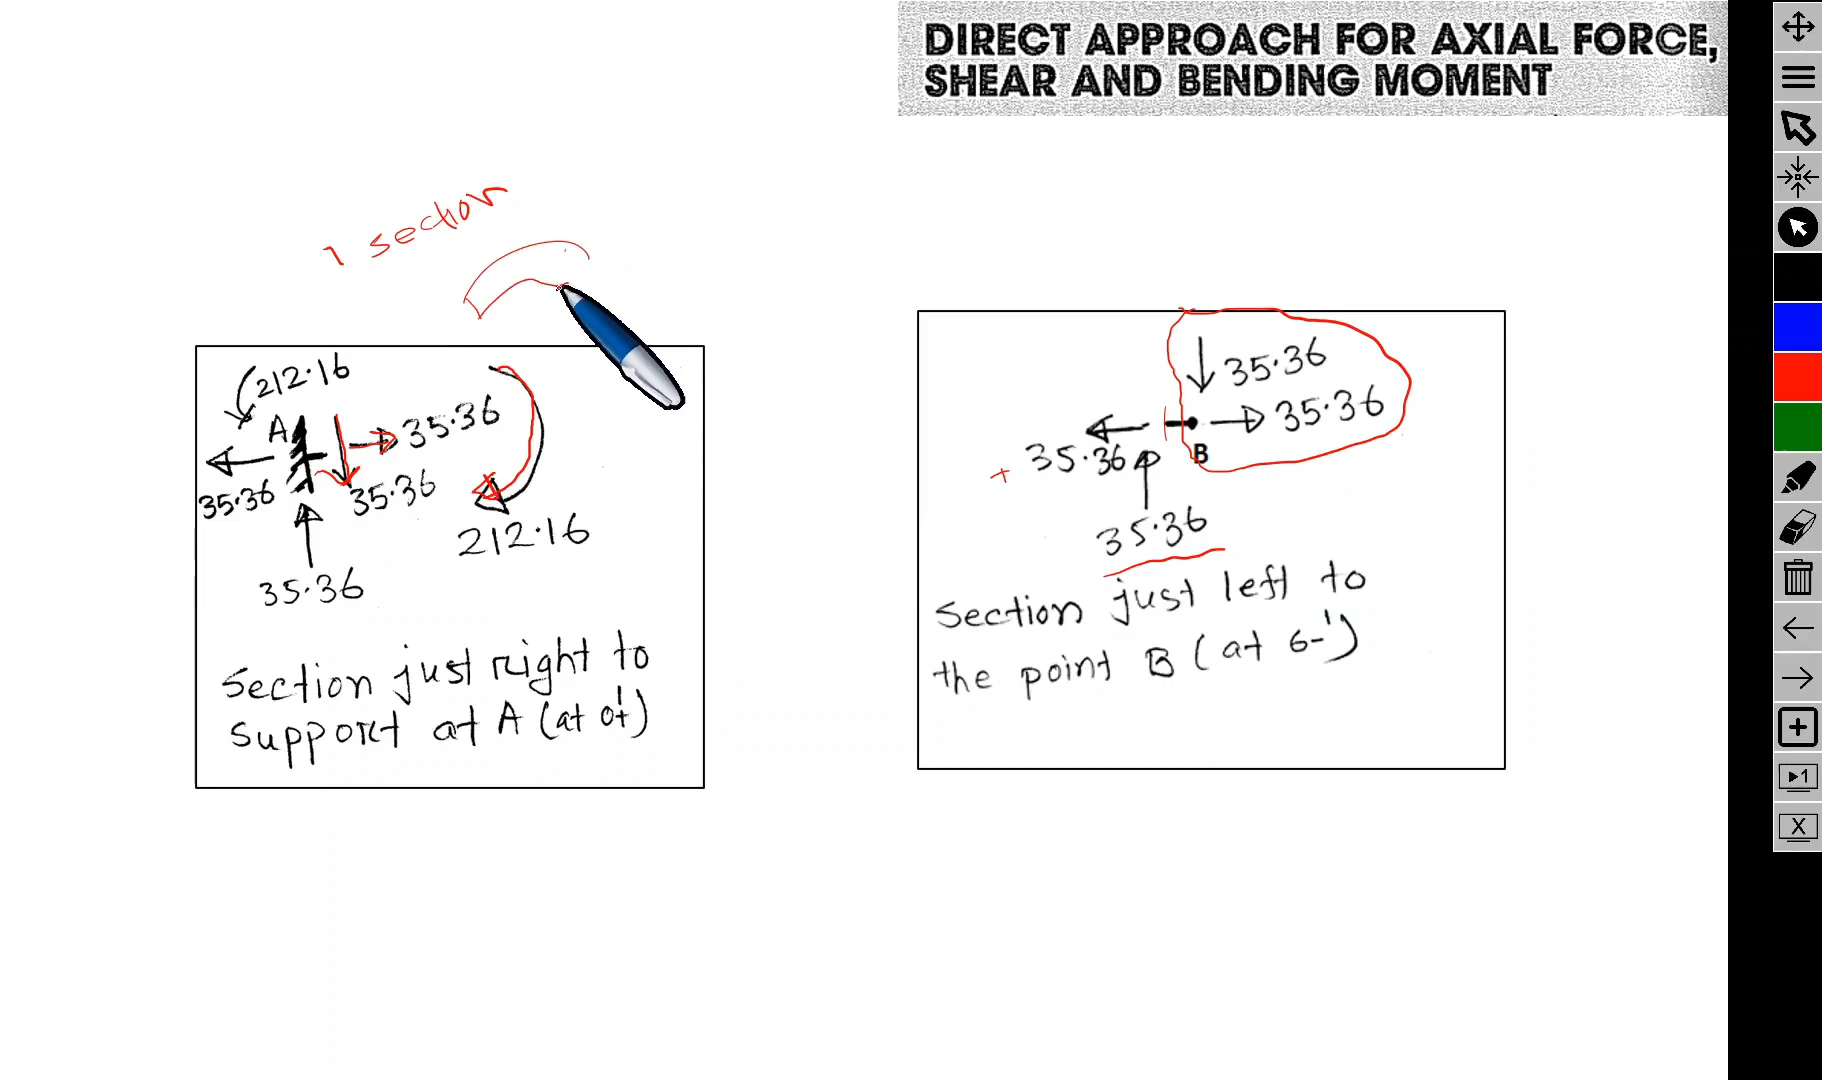 DIRECT APPROACH FOR AXIAL FORCE,
SHEAR AND BENDING MOMENT
1 section
212.16
A
35.36
35.36
35.36
212.16
35.36
Section just right to
support at A (at 0+')
35.36
35.36
B
+ 35.36
35.36
Section just left to
the point B (at 6-')
1
X